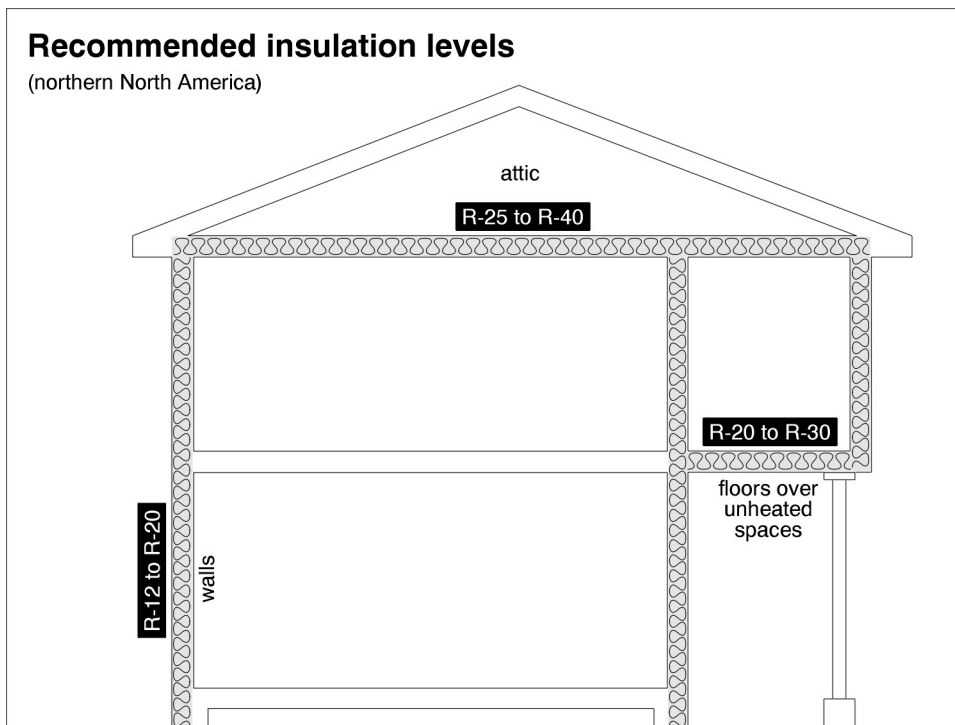 Recommended insulation levels
(northern North America)
attic
R-25 to R-40
R-20 to R-30
floors over
unheated
spaces
R-12 to R-20
walls